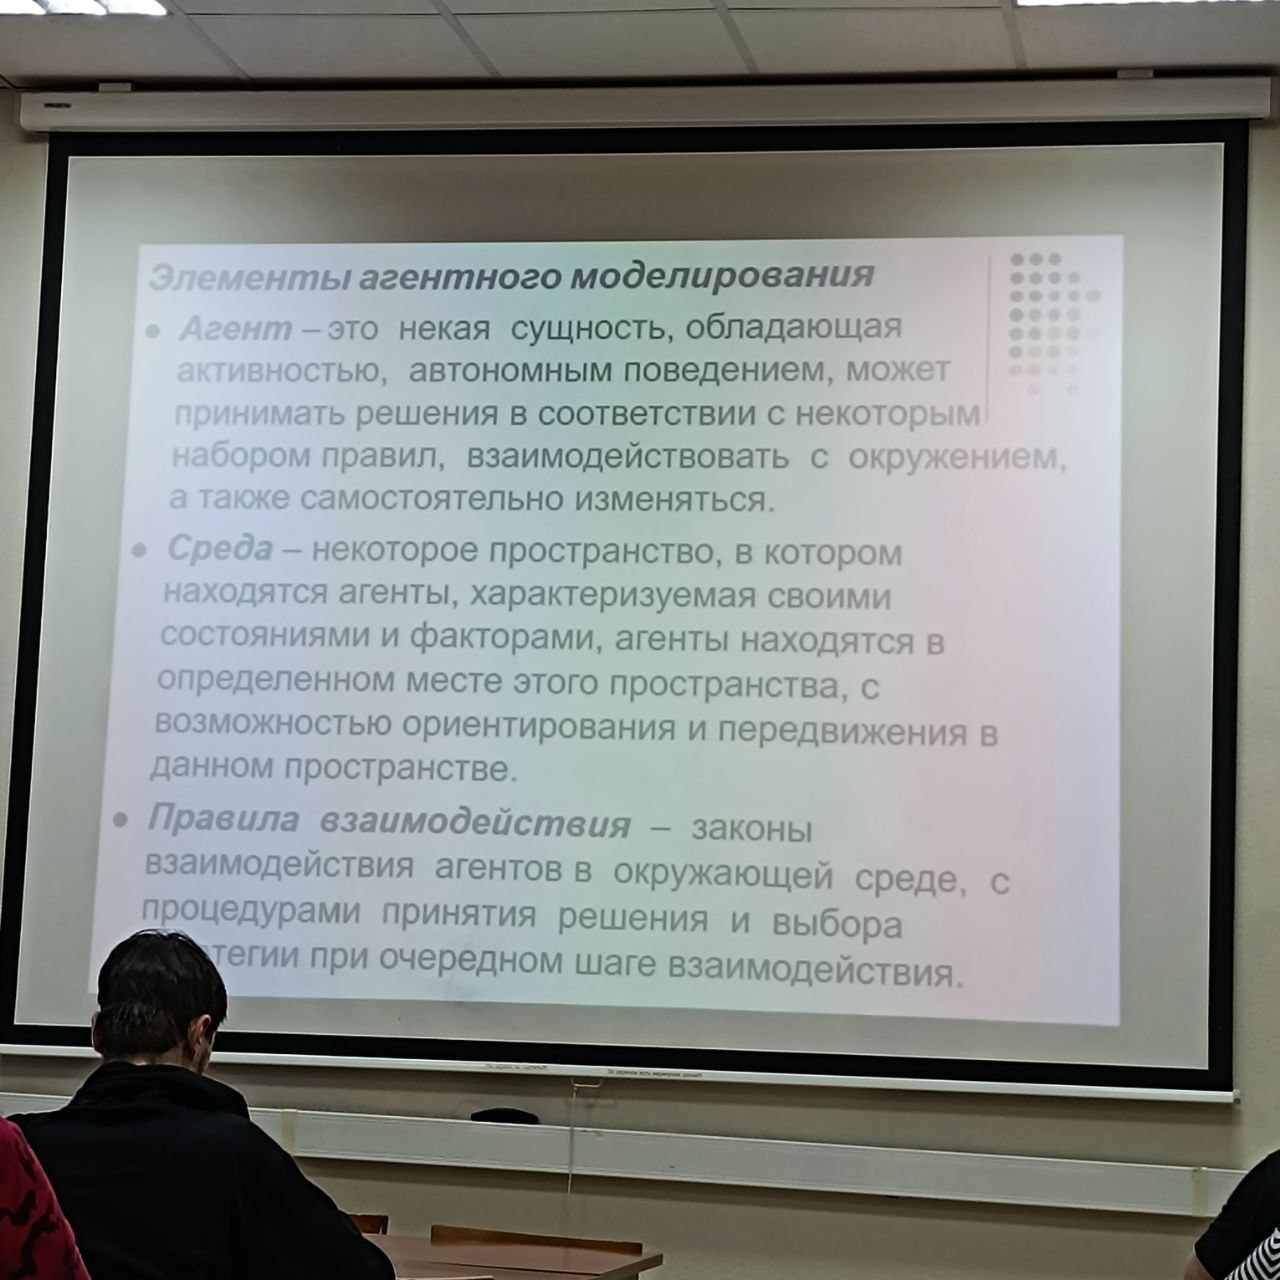 Элементы агентного моделирования
● Агент – это некая сущность, обладающая
активностью, автономным поведением, может
принимать решения в соответствии с некоторым
набором правил, взаимодействовать с окружением,
а также самостоятельно изменяться.
● Среда – некоторое пространство, в котором
находятся агенты, характеризуемая своими
состояниями и факторами, агенты находятся в
определенном месте этого пространства, с
возможностью ориентирования и передвижения в
данном пространстве.
● Правила взаимодействия – законы
взаимодействия агентов в окружающей среде, с
процедурами принятия решения и выбора
при очередном шаге взаимодействия.